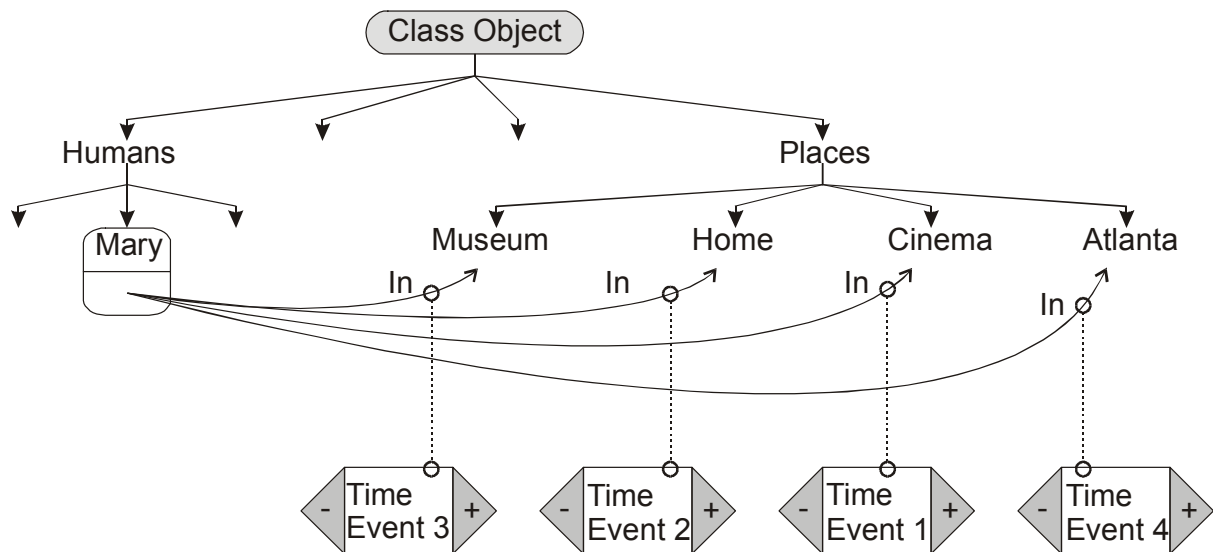 Class Object
Humans
Places
Mary
Museum
Home
Cinema
Atlanta
In
In
In
In
- Time Event 3 +
- Time Event 2 +
- Time Event 1 +
- Time Event 4 +